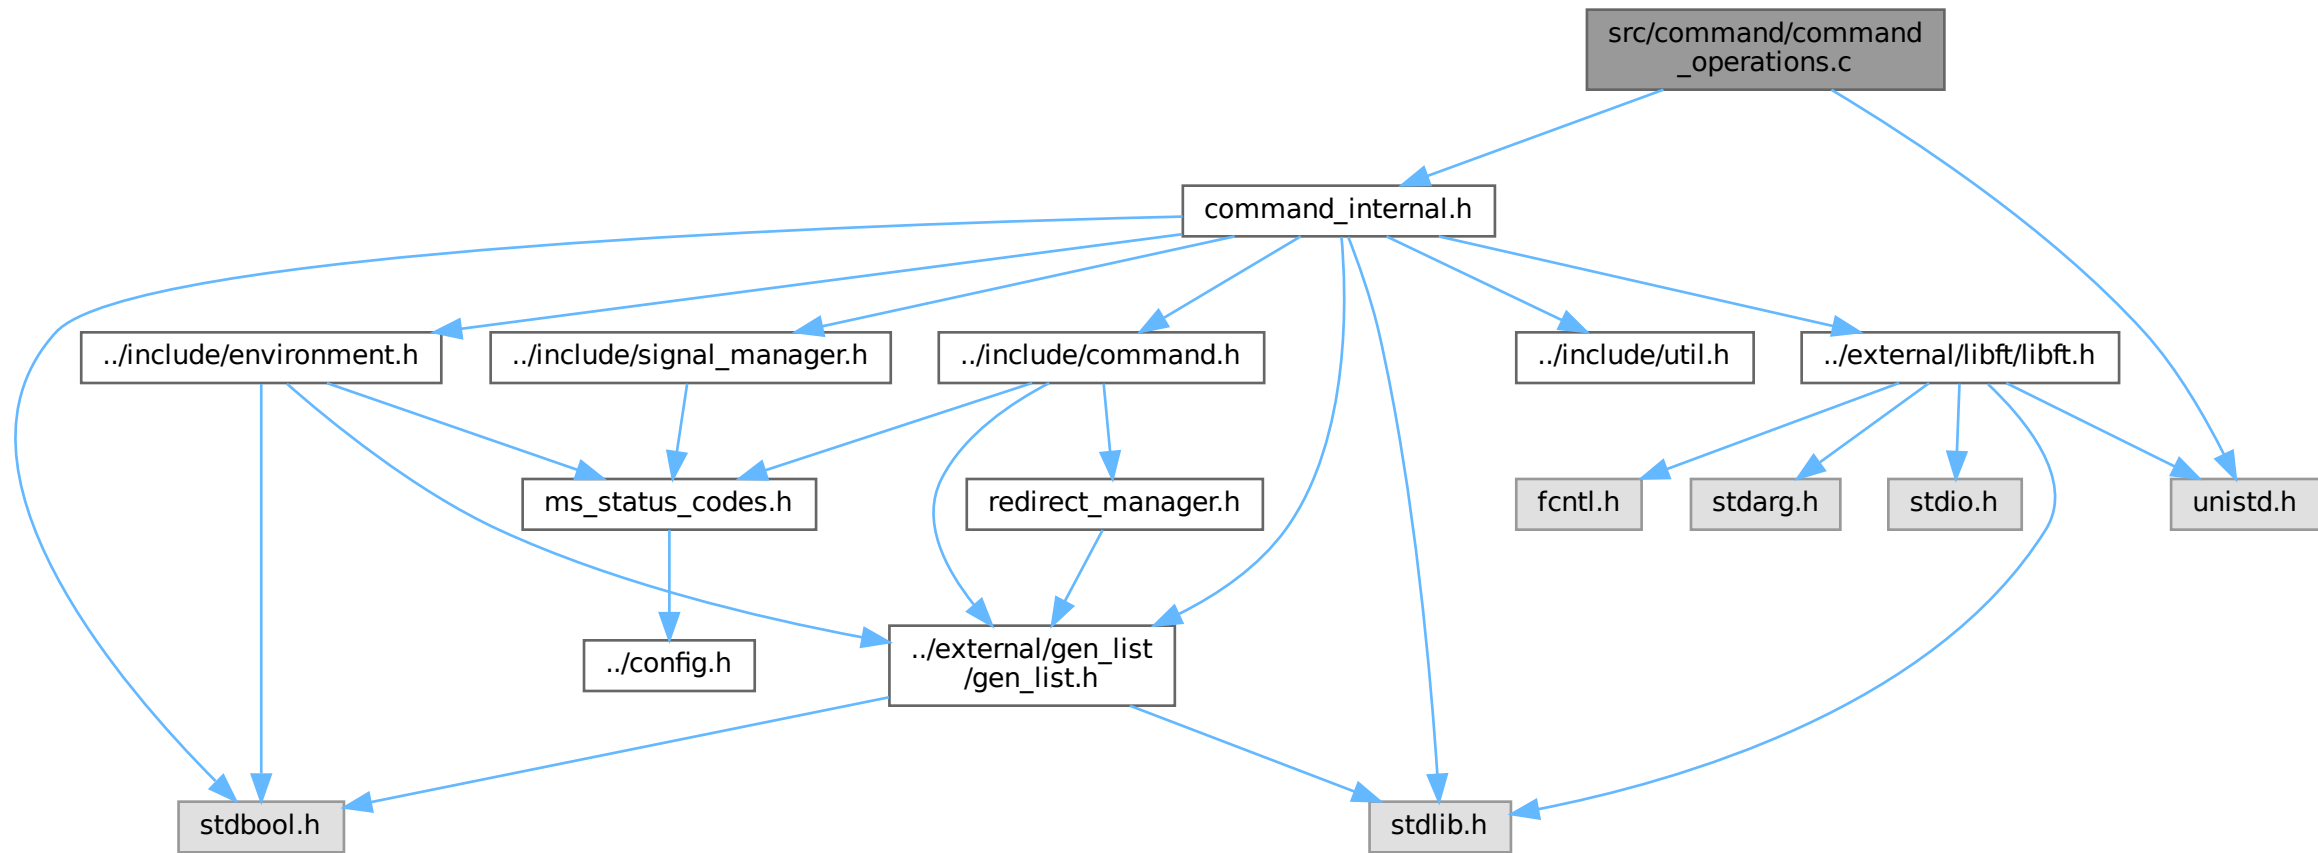 src/command/command
_operations.c
command_internal.h
../include/environment.h
../include/signal_manager.h
../include/command.h
../include/util.h
../external/libft/libft.h
ms_status_codes.h
redirect_manager.h
fcntl.h
stdarg.h
stdio.h
unistd.h
../config.h
../external/gen_list
/gen_list.h
stdbool.h
stdlib.h